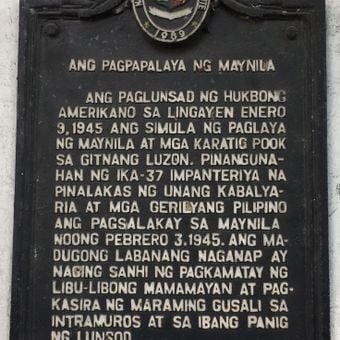 1969
ANG PAGPAPALAYA NG MAYNILA
ANG PAGLUNSAD NG HUKBONG
AMERIKANO SA LINGAYEN ENERO
9, 1945 ANG SIMULA NG PAGLAYA
NG MAYNILA AT MGA KARATIG POOK
SA GITNANG LUZON. PINANGUNA-
HAN NG IKA-37 IMPANTERIYA NA
PINALAKAS NG UNANG KABALYA-
RIA AT MGA GERILYANG PILIPINO
ANG PAGSALAKAY SA MAYNILA
NOONG PEBRERO 3, 1945. ANG MA-
DUGONG LABANANG NAGANAP AY
NAGING SANHI NG PAGKAMATAY NG
LIBU-LIBONG MAMAMAYAN AT PAG-
KASIRA NG MARAMING GUSALI SA
INTRAMUROS AT SA IBANG PANIG
NG LUNSOD